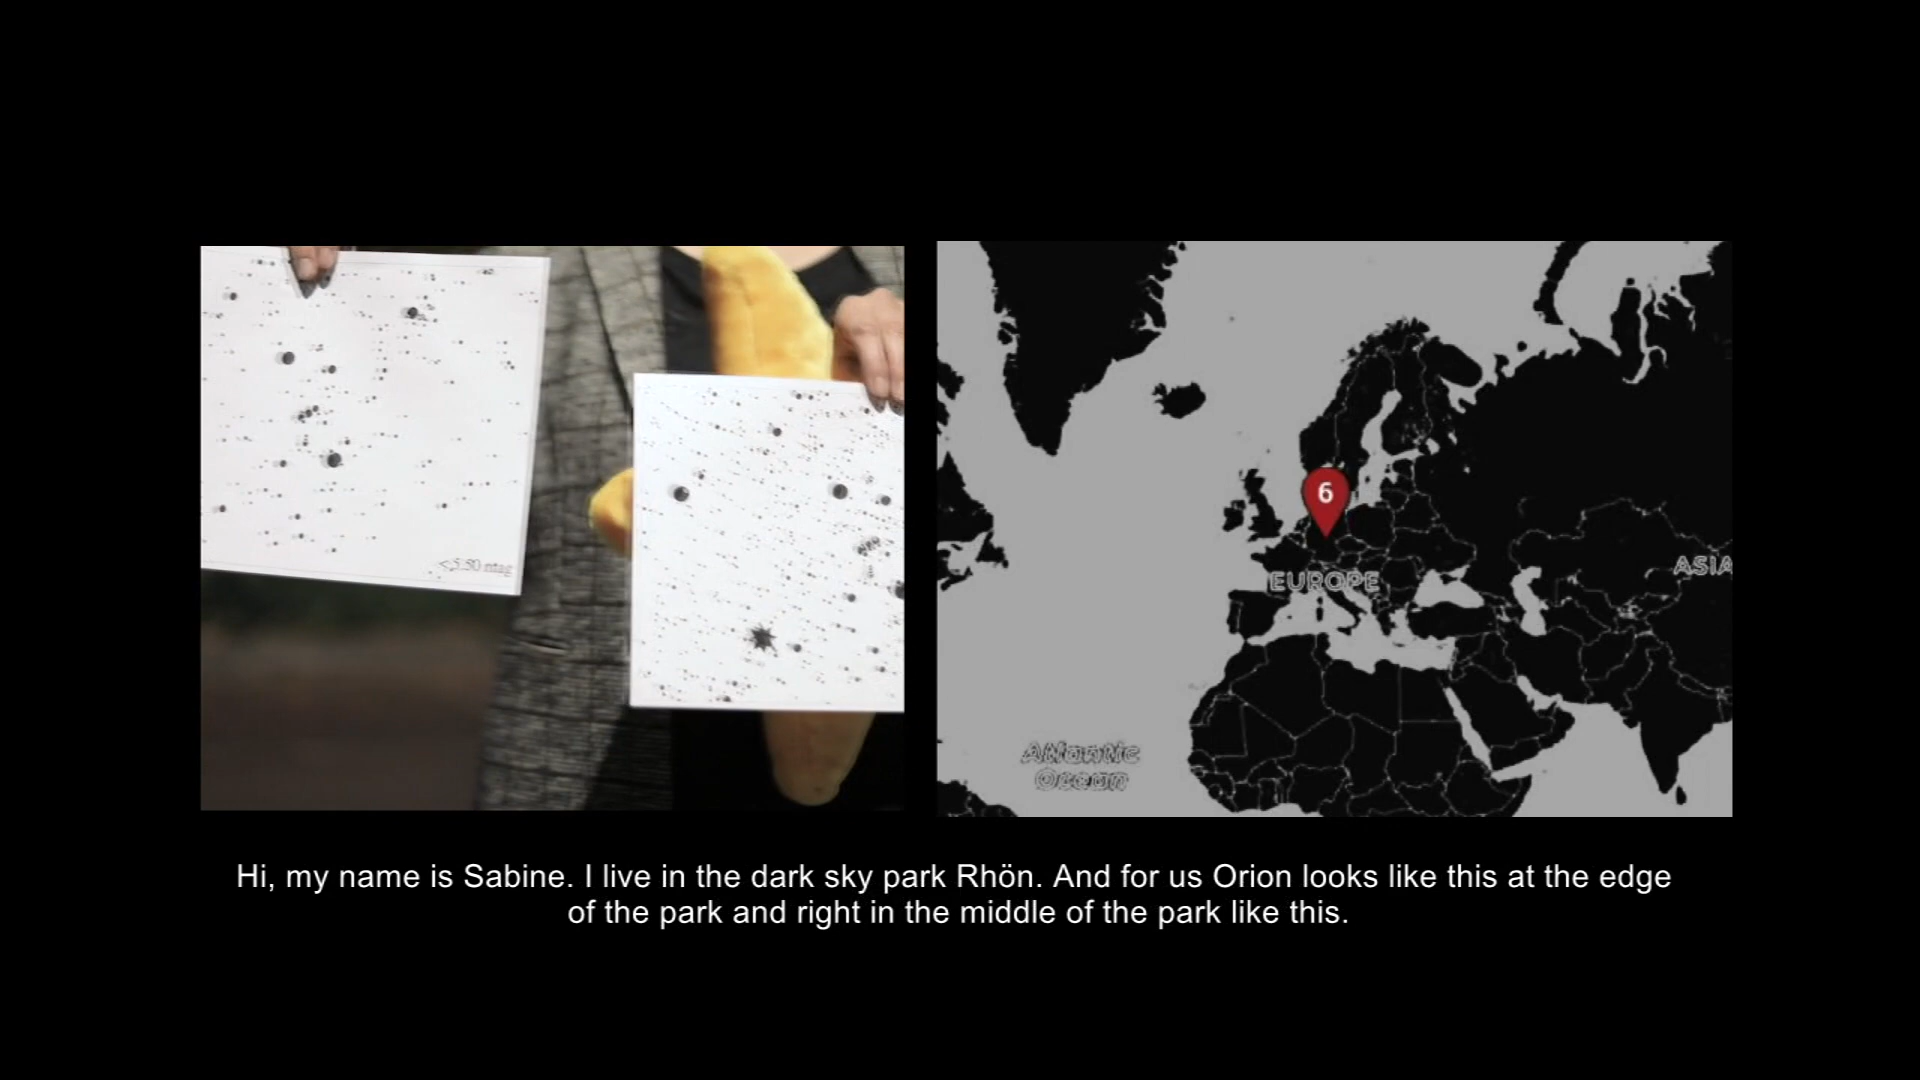 <5.50 mag
6
EUROPE
ASIA
Atlantic
Ocean
Hi, my name is Sabine. I live in the dark sky park Rhön. And for us Orion looks like this at the edge
of the park and right in the middle of the park like this.